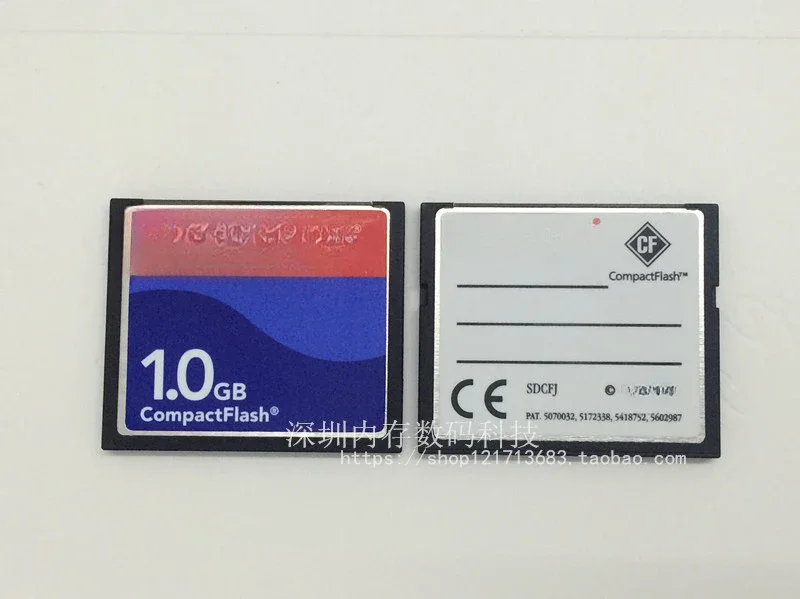 1.0GB
CompactFlash®
CF
CompactFlash™
CE
SDCFJ ©
PAT. 5070032, 5172338, 5418752, 5602987
深圳内存数码科技
https://shop121713683.taobao.com